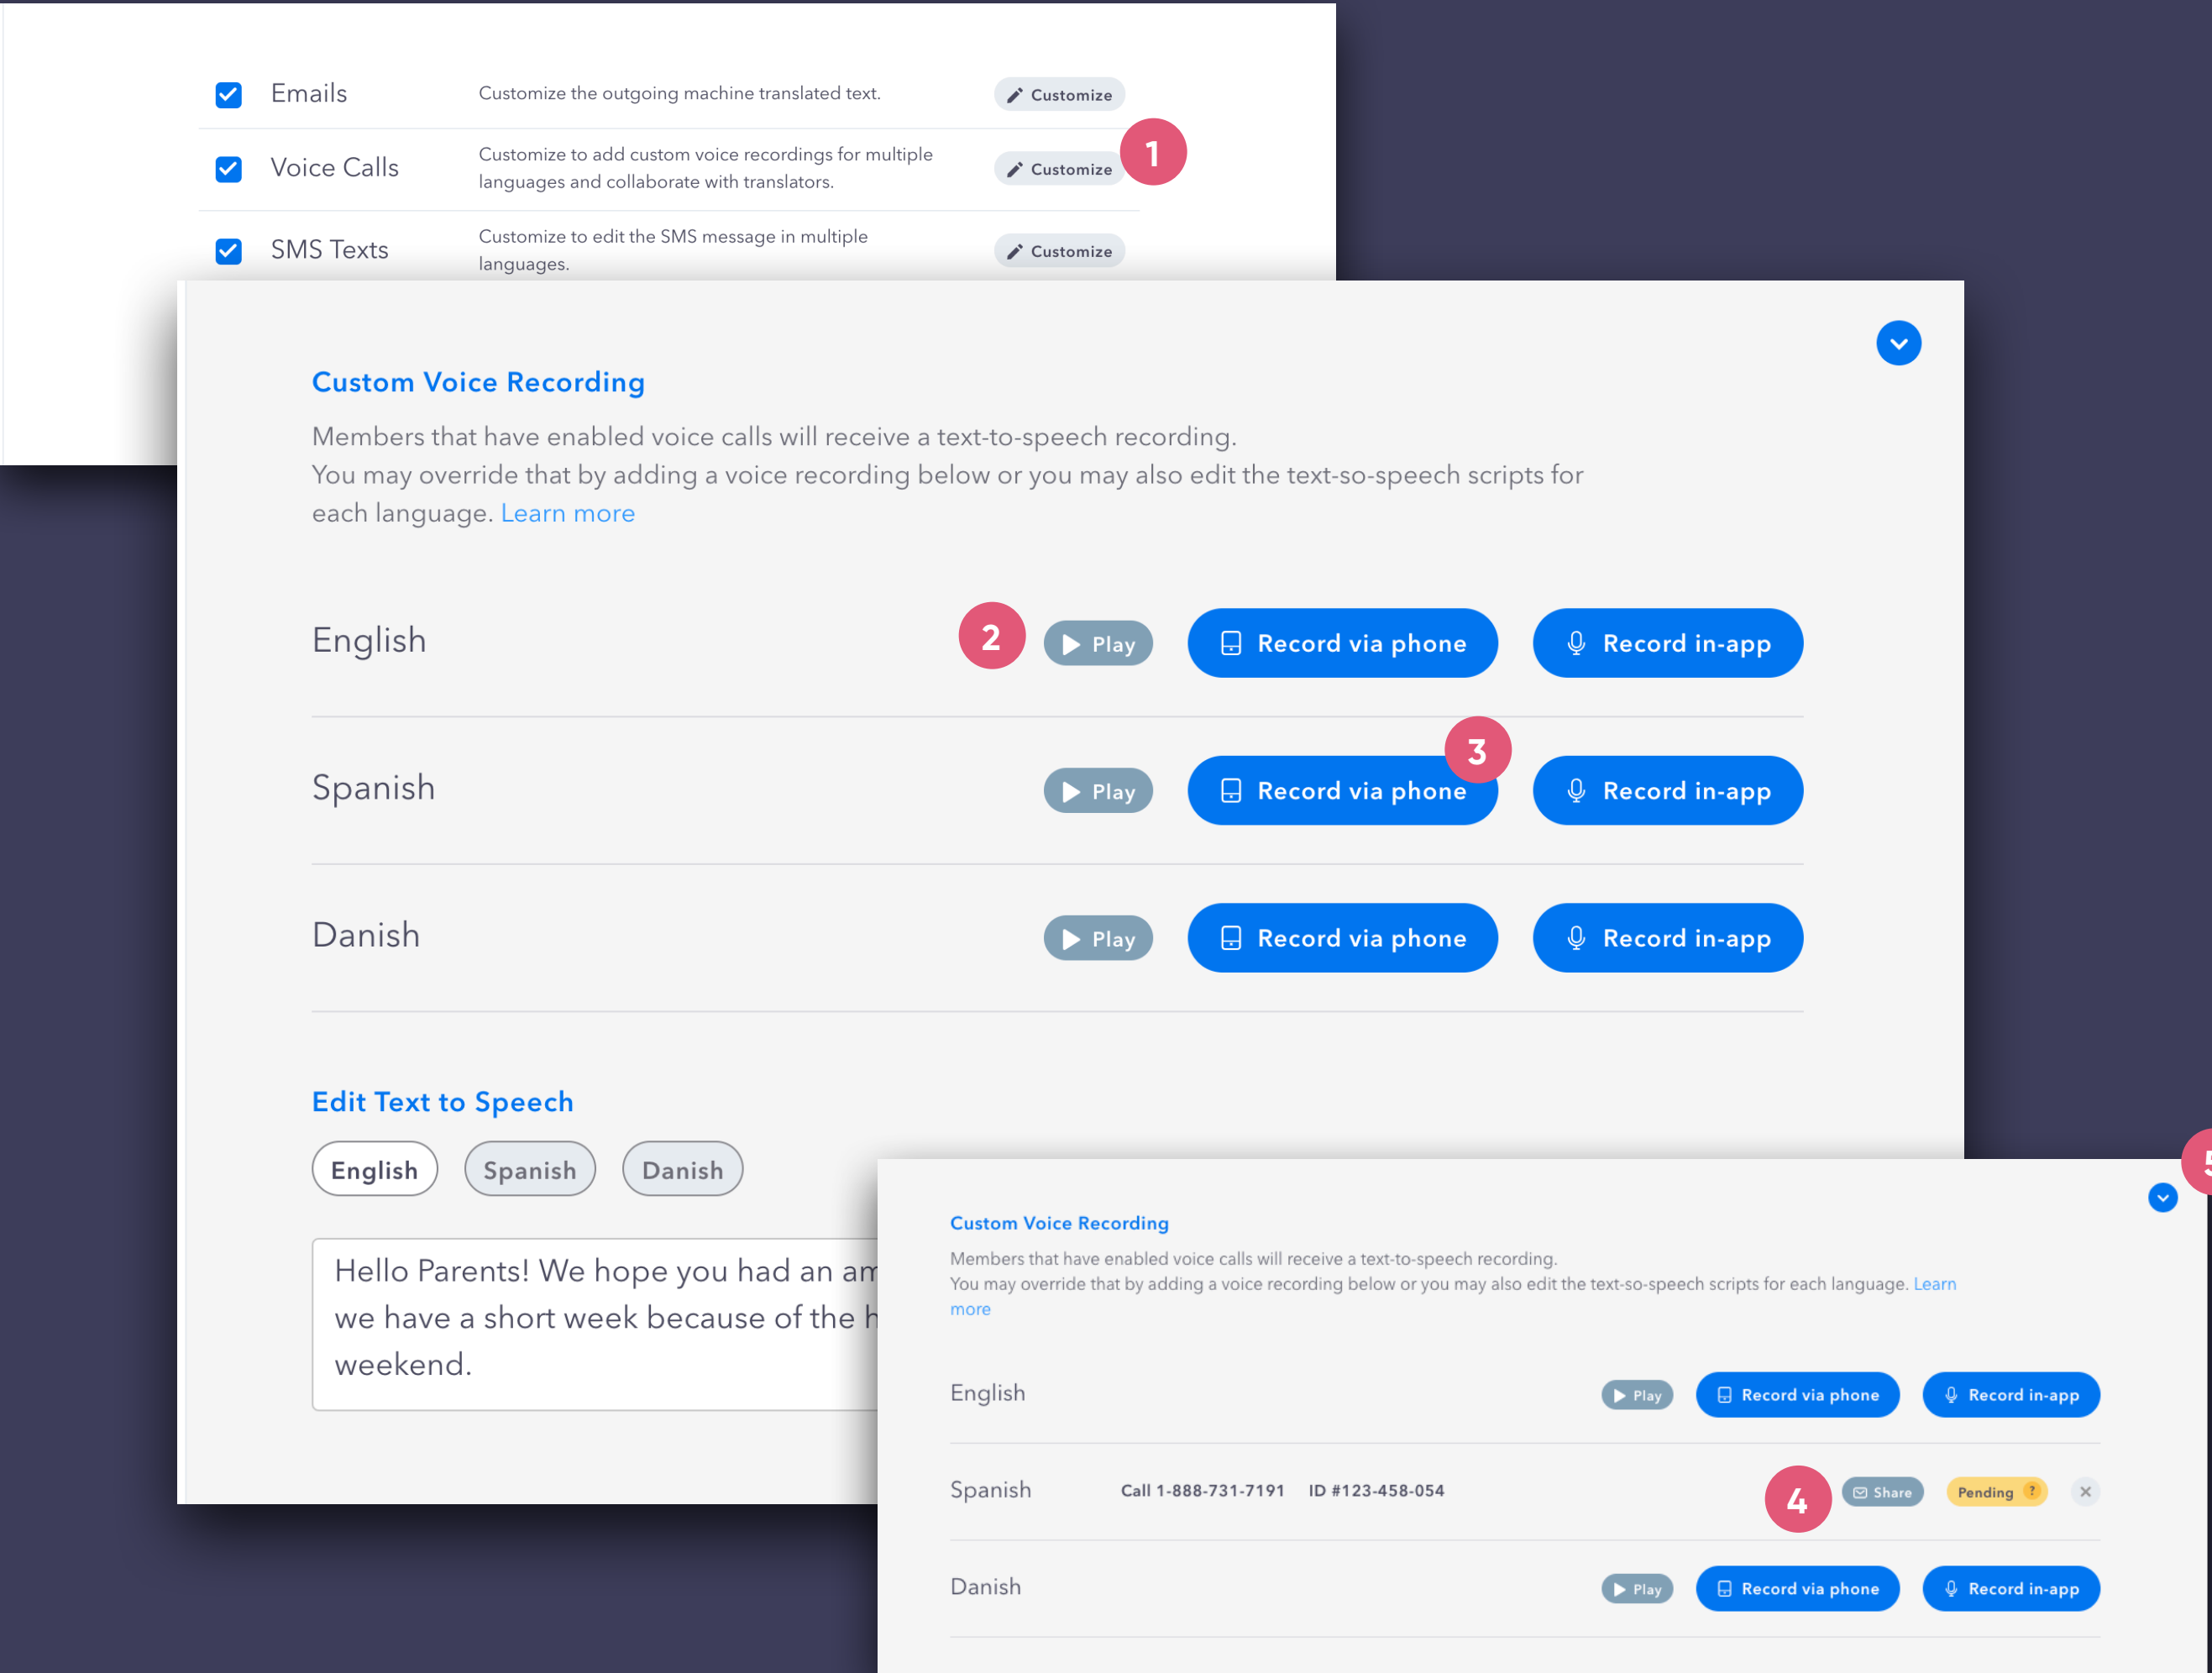 Emails
Customize the outgoing machine translated text.
Customize
1
Voice Calls
Customize to add custom voice recordings for multiple
languages and collaborate with translators.
Customize
SMS Texts
Customize to edit the SMS message in multiple
languages.
Customize
Custom Voice Recording
Members that have enabled voice calls will receive a text-to-speech recording.
You may override that by adding a voice recording below or you may also edit the text-so-speech scripts for
each language. Learn more
English
2
Play
Record via phone
Record in-app
3
Spanish
Play
Record via phone
Record in-app
Danish
Play
Record via phone
Record in-app
Edit Text to Speech
English
Spanish
Danish
Hello Parents! We hope you had an am
we have a short week because of the h
weekend.
5
Custom Voice Recording
Members that have enabled voice calls will receive a text-to-speech recording.
You may override that by adding a voice recording below or you may also edit the text-so-speech scripts for each language. Learn
more
English
Play
Record via phone
Record in-app
Spanish
Call 1-888-731-7191
ID #123-458-054
4
Share
Pending ?
Danish
Play
Record via phone
Record in-app